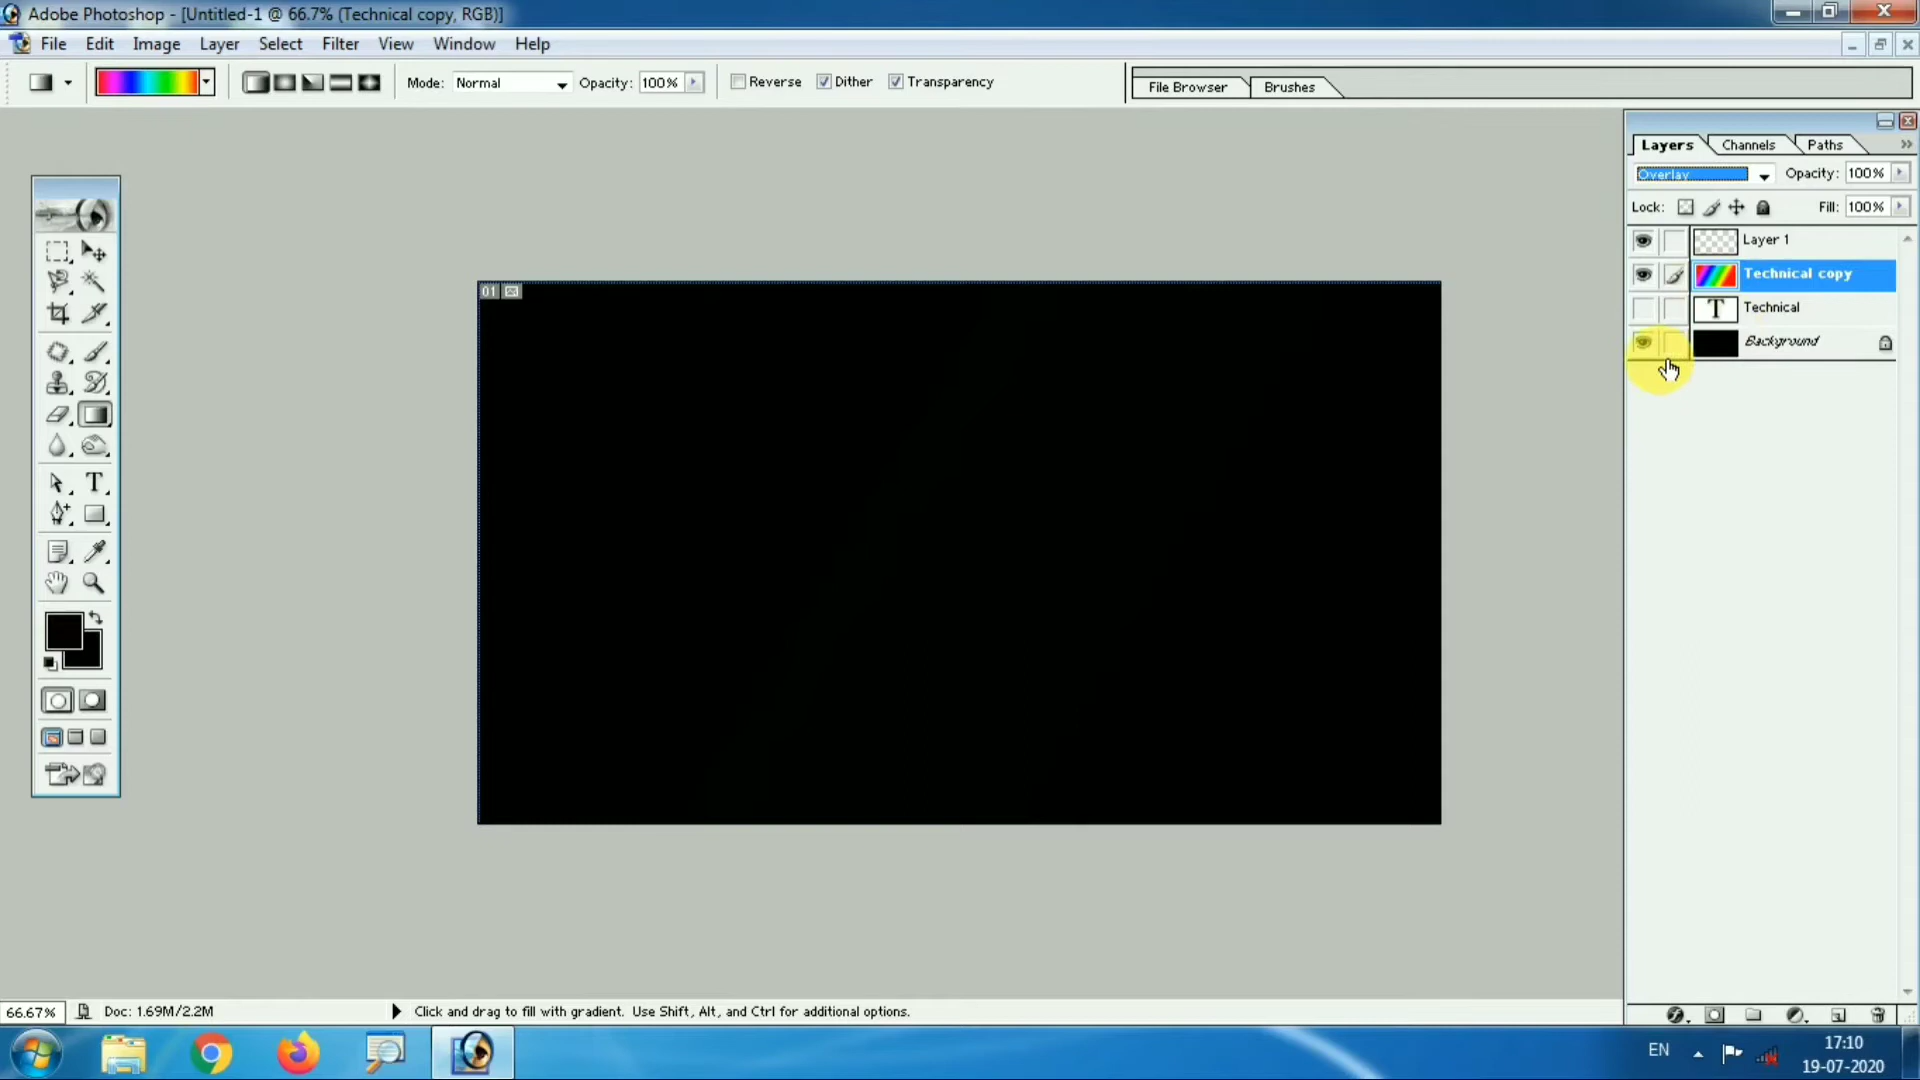 Adobe Photoshop - [Untitled-1 @ 66.7% (Technical copy, RGB)]
File Edit Image Layer Select Filter View Window Help
Mode: Normal Opacity: 100% Reverse Dither Transparency File Browser Brushes
Layers Channels Paths
Overlay Opacity: 100%
Lock: Fill: 100%
Layer 1
Technical copy
T Technical
Background
01
T
66.67% Doc: 1.69M/2.2M Click and drag to fill with gradient. Use Shift, Alt, and Ctrl for additional options.
EN 17:10
19-07-2020